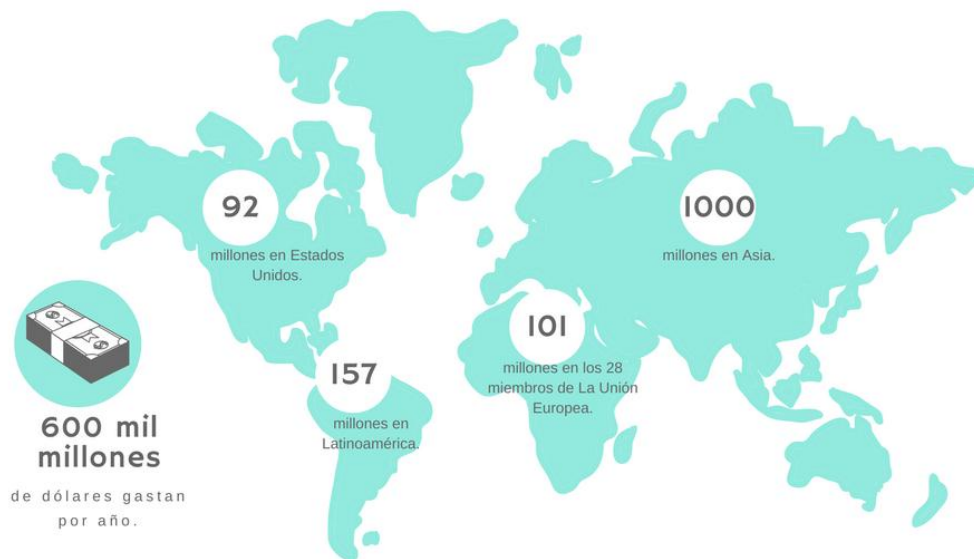 92
millones en Estados
Unidos.
1000
millones en Asia.
101
millones en los 28
miembros de La Unión
Europea.
157
millones en
Latinoamérica.
600 mil
millones
de dólares gastan
por año.